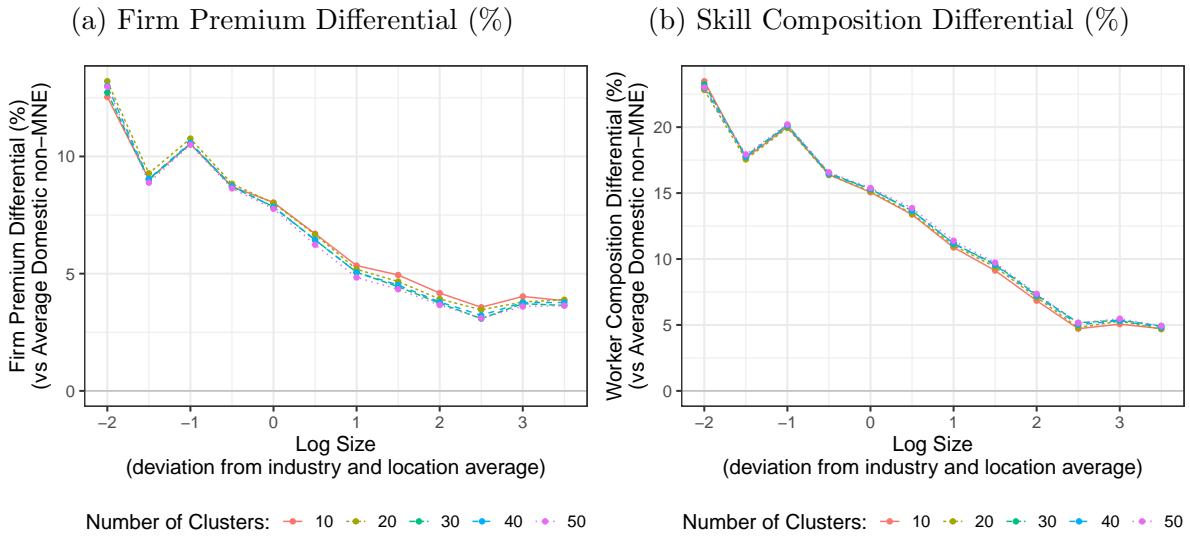 (a) Firm Premium Differential (%)
Firm Premium Differential (%)
(vs Average Domestic non−MNE)
10
5
0
−2 −1 0 1 2 3
Log Size
(deviation from industry and location average)
Number of Clusters: 10 20 30 40 50
(b) Skill Composition Differential (%)
Worker Composition Differential (%)
(vs Average Domestic non−MNE)
20
15
10
5
0
−2 −1 0 1 2 3
Log Size
(deviation from industry and location average)
Number of Clusters: 10 20 30 40 50